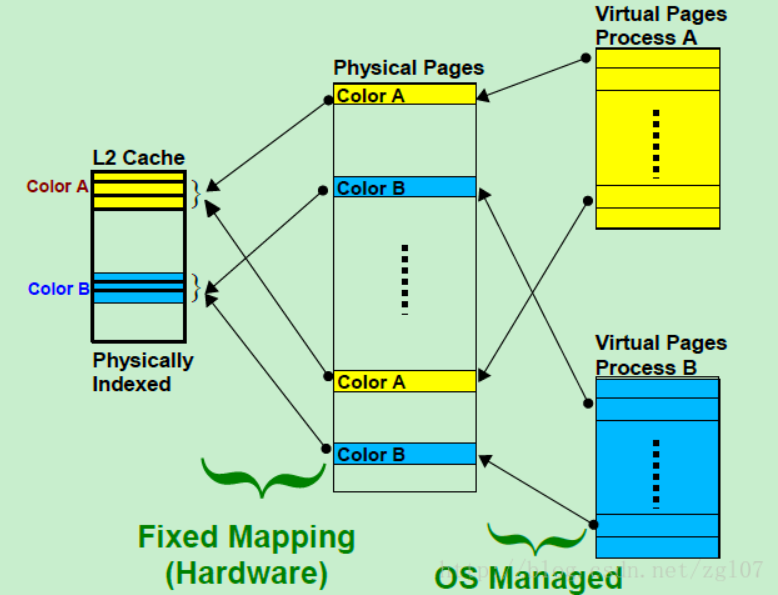 Virtual Pages
Process A
Physical Pages
Color A
L2 Cache
Color A
Color B
Color B
Physically
Indexed
Virtual Pages
Process B
Color A
Color B
Fixed Mapping
(Hardware)
OS Managed
http://blog.csdn.net/zgl07